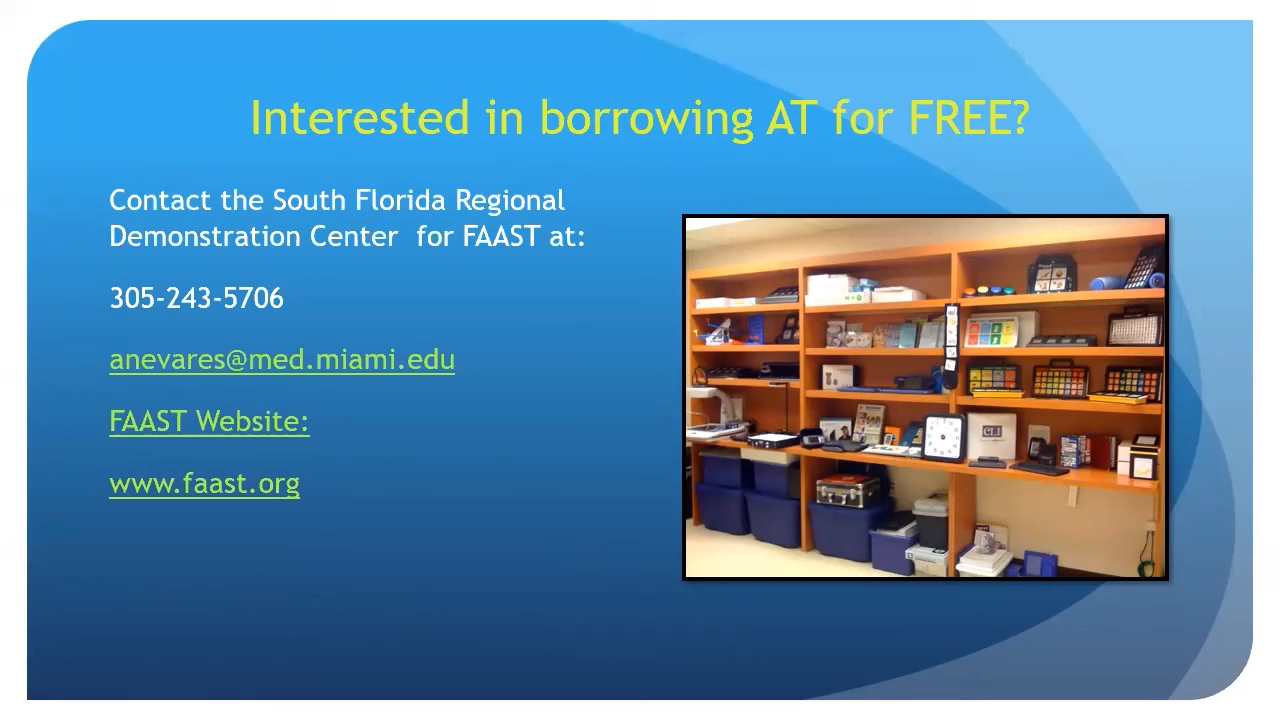 Interested in borrowing AT for FREE?
Contact the South Florida Regional
Demonstration Center  for FAAST at:
305-243-5706
anevares@med.miami.edu
FAAST Website:
www.faast.org